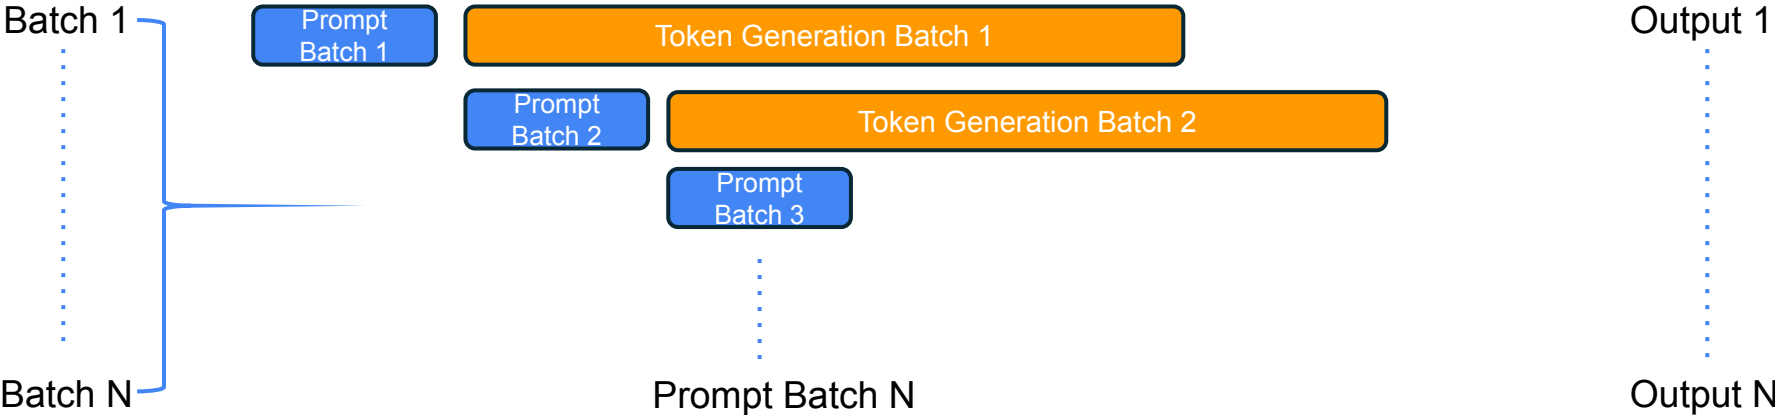 Batch 1
Prompt
Batch 1
Token Generation Batch 1
Output 1
Prompt
Batch 2
Token Generation Batch 2
Prompt
Batch 3
Batch N
Prompt Batch N
Output N